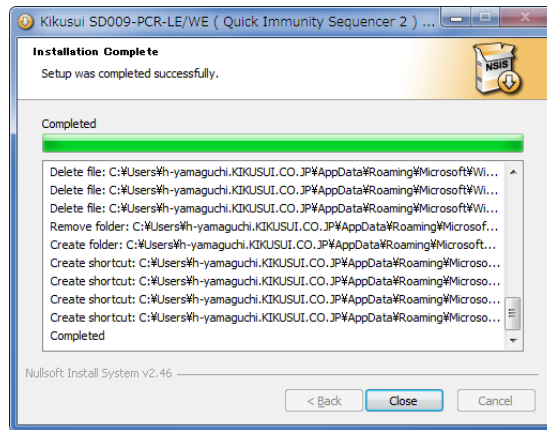 Kikusui SD009-PCR-LE/WE ( Quick Immunity Sequencer 2 ) ...
Installation Complete
Setup was completed successfully.
NSIS
Completed
Delete file: C:¥Users¥h-yamaguchi.KIKUSUI.CO.JP¥AppData¥Roaming¥Microsoft¥Wi...
Delete file: C:¥Users¥h-yamaguchi.KIKUSUI.CO.JP¥AppData¥Roaming¥Microsoft¥Wi...
Delete file: C:¥Users¥h-yamaguchi.KIKUSUI.CO.JP¥AppData¥Roaming¥Microsoft¥Wi...
Remove folder: C:¥Users¥h-yamaguchi.KIKUSUI.CO.JP¥AppData¥Roaming¥Microsof...
Create folder: C:¥Users¥h-yamaguchi.KIKUSUI.CO.JP¥AppData¥Roaming¥Microsoft...
Create shortcut: C:¥Users¥h-yamaguchi.KIKUSUI.CO.JP¥AppData¥Roaming¥Microso...
Create shortcut: C:¥Users¥h-yamaguchi.KIKUSUI.CO.JP¥AppData¥Roaming¥Microso...
Create shortcut: C:¥Users¥h-yamaguchi.KIKUSUI.CO.JP¥AppData¥Roaming¥Microso...
Create shortcut: C:¥Users¥h-yamaguchi.KIKUSUI.CO.JP¥AppData¥Roaming¥Microso...
Completed
Nullsoft Install System v2.46
< Back Close Cancel